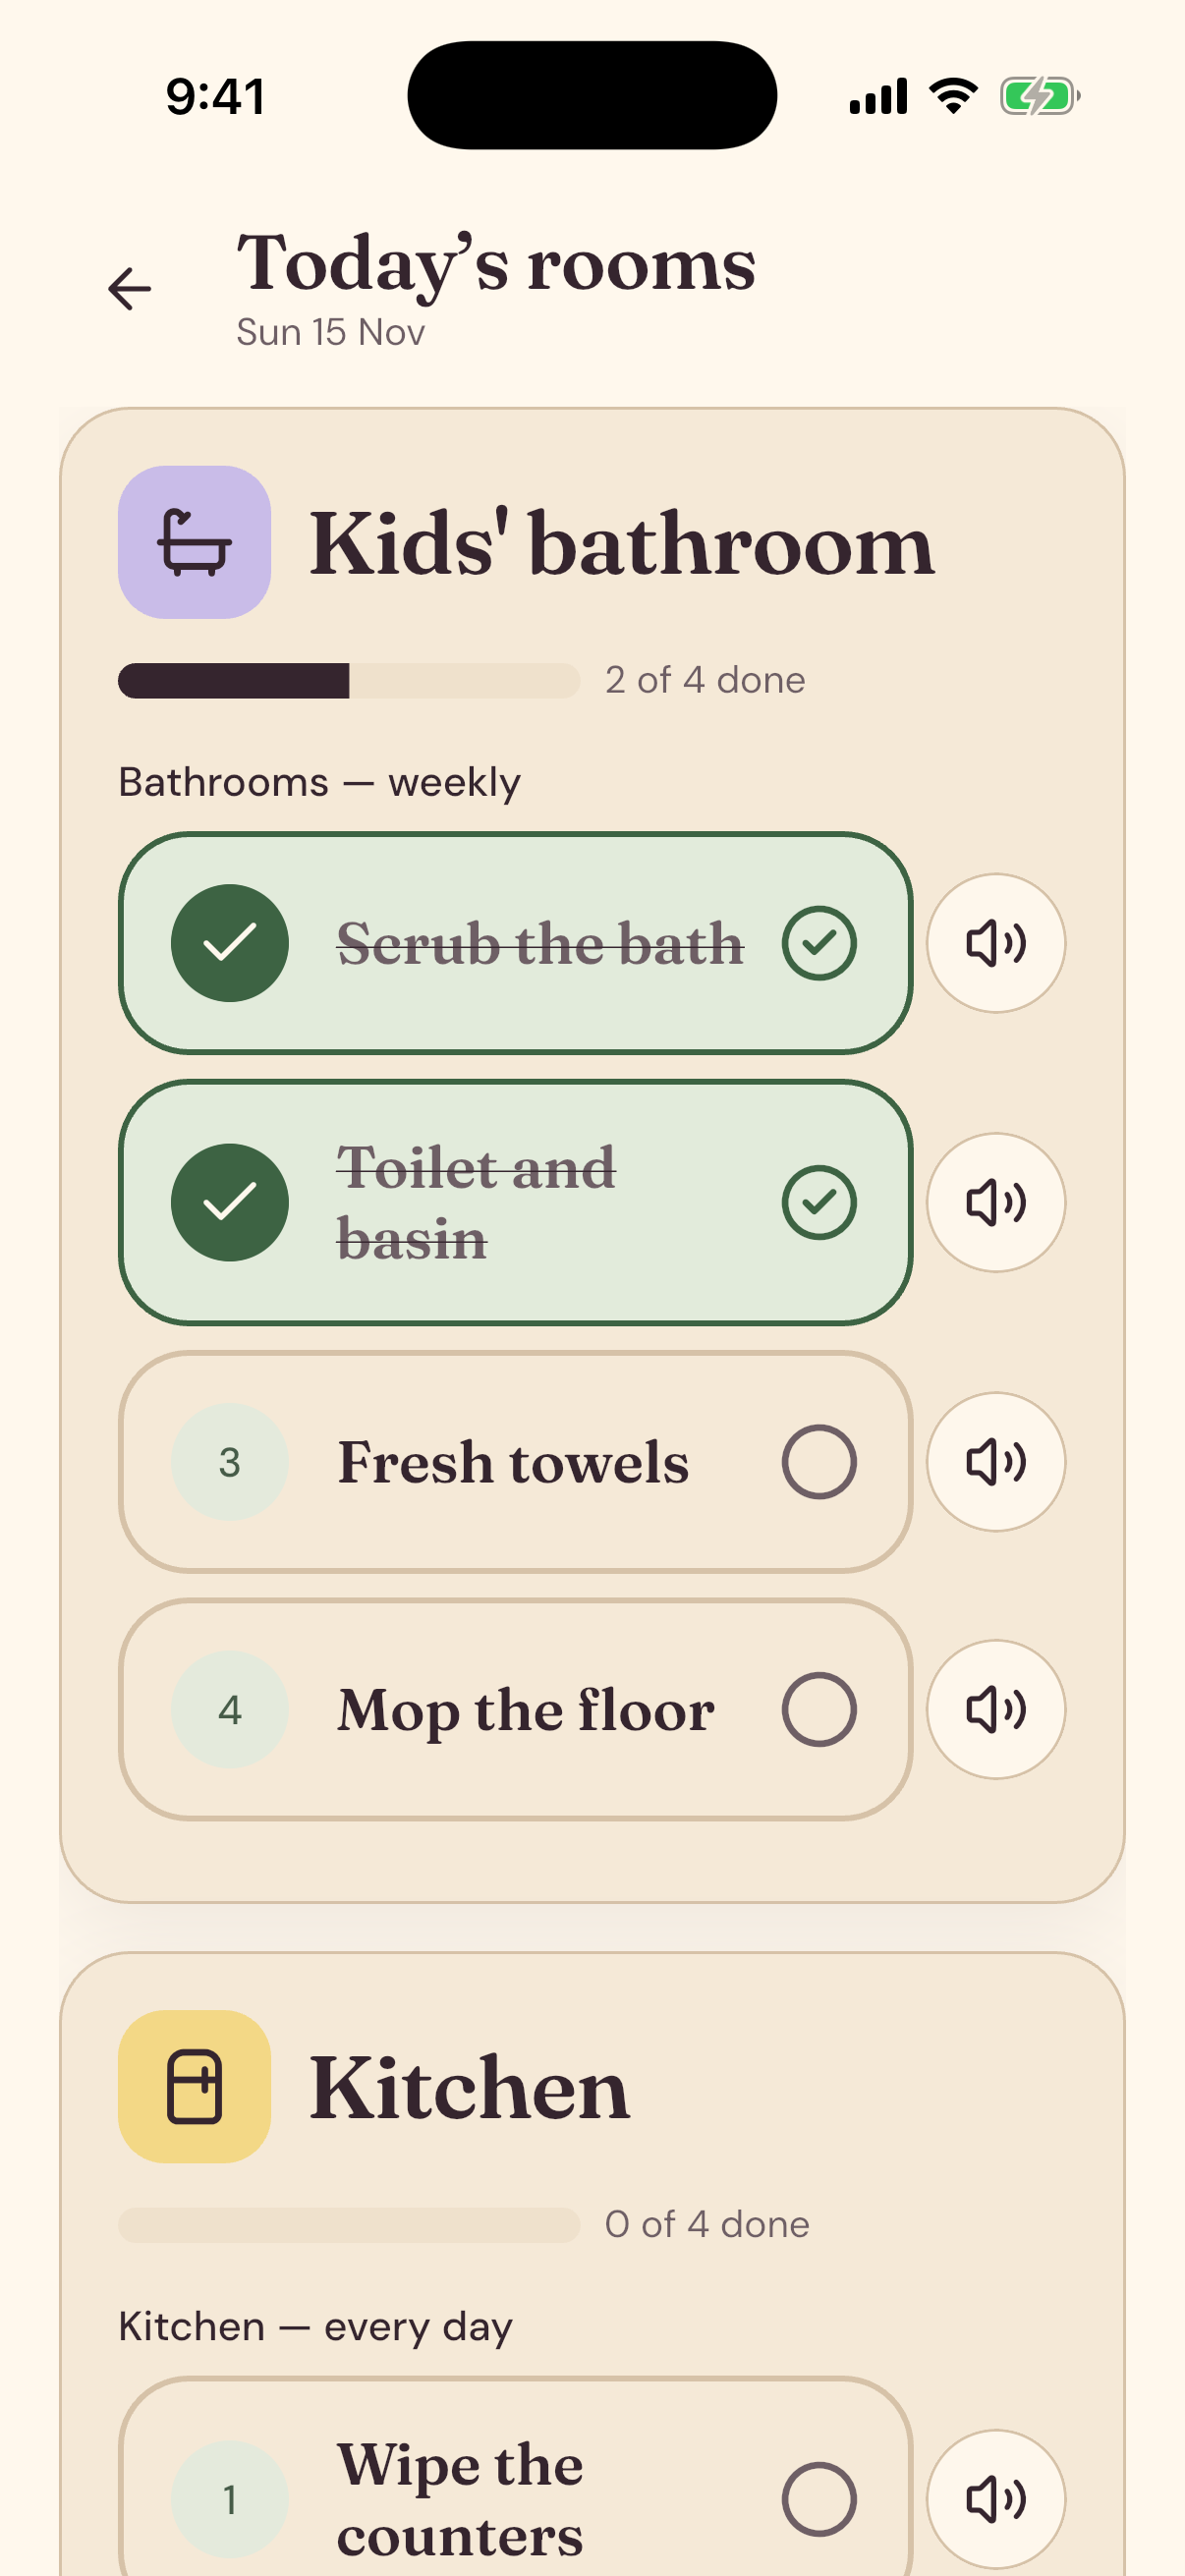 9:41
Today’s rooms
Sun 15 Nov
Kids' bathroom
2 of 4 done
Bathrooms — weekly
Scrub the bath
Toilet and
basin
3
Fresh towels
4
Mop the floor
Kitchen
0 of 4 done
Kitchen — every day
1
Wipe the
counters